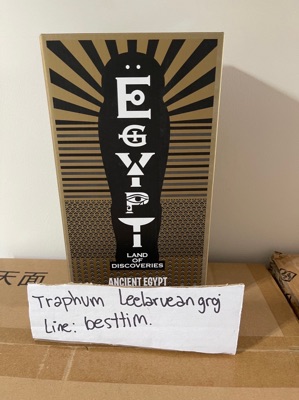 EGYPT
LAND
OF
DISCOVERIES
ANCIENT EGYPT
Traphum Leelaruean groj
Line: besttim.
天面